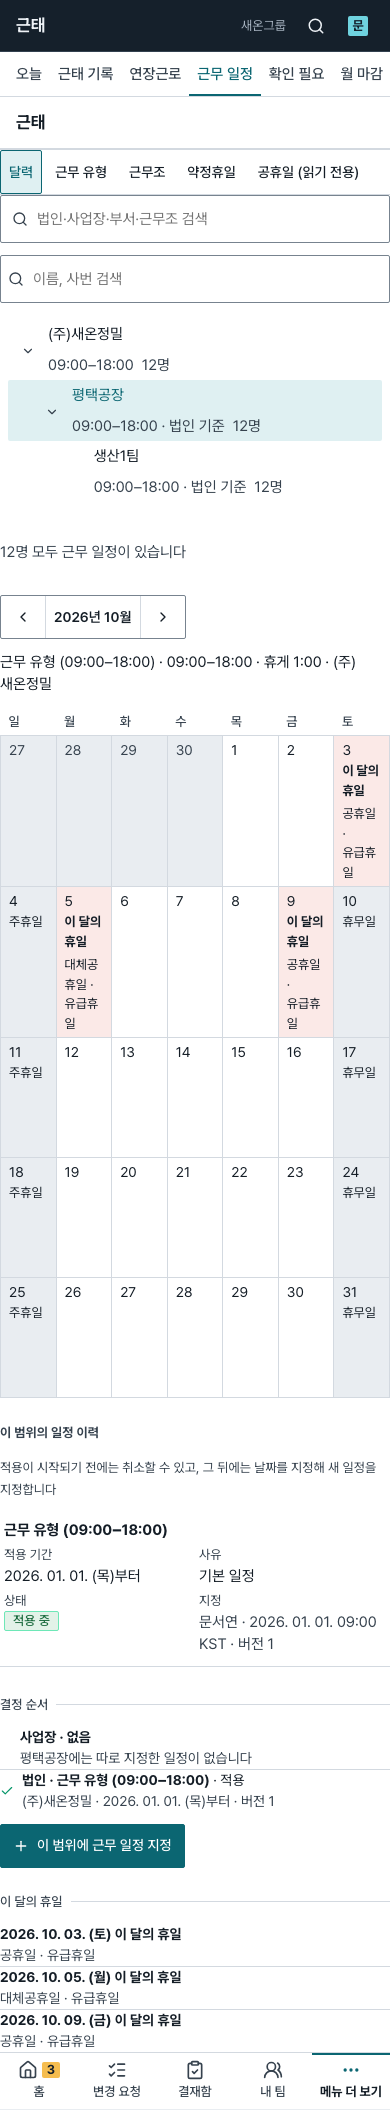 근태 새온그룹 문
오늘 근태 기록 연장근로 근무 일정 확인 필요 월 마감
근태
달력 근무 유형 근무조 약정휴일 공휴일 (읽기 전용)
법인·사업장·부서·근무조 검색
이름, 사번 검색
(주)새온정밀
09:00–18:00 12명
평택공장
09:00–18:00 · 법인 기준 12명
생산1팀
09:00–18:00 · 법인 기준 12명
12명 모두 근무 일정이 있습니다
2026년 10월
근무 유형 (09:00–18:00) · 09:00–18:00 · 휴게 1:00 · (주)
새온정밀
일 월 화 수 목 금 토
27 28 29 30 1 2 3
이 달의
휴일
공휴일
·
유급휴
일
4 5 6 7 8 9 10
주휴일 이 달의 이 달의 휴무일
휴일 휴일
대체공 공휴일
휴일 · ·
유급휴 유급휴
일 일
11 12 13 14 15 16 17
주휴일 휴무일
18 19 20 21 22 23 24
주휴일 휴무일
25 26 27 28 29 30 31
주휴일 휴무일
이 범위의 일정 이력
적용이 시작되기 전에는 취소할 수 있고, 그 뒤에는 날짜를 지정해 새 일정을
지정합니다
근무 유형 (09:00–18:00)
적용 기간 사유
2026. 01. 01. (목)부터 기본 일정
상태 지정
적용 중 문서연 · 2026. 01. 01. 09:00
KST · 버전 1
결정 순서
사업장 · 없음
평택공장에는 따로 지정한 일정이 없습니다
법인 · 근무 유형 (09:00–18:00) · 적용
(주)새온정밀 · 2026. 01. 01. (목)부터 · 버전 1
이 범위에 근무 일정 지정
이 달의 휴일
2026. 10. 03. (토) 이 달의 휴일
공휴일 · 유급휴일
2026. 10. 05. (월) 이 달의 휴일
대체공휴일 · 유급휴일
2026. 10. 09. (금) 이 달의 휴일
공휴일 · 유급휴일
3
홈 변경 요청 결재함 내 팀 메뉴 더 보기